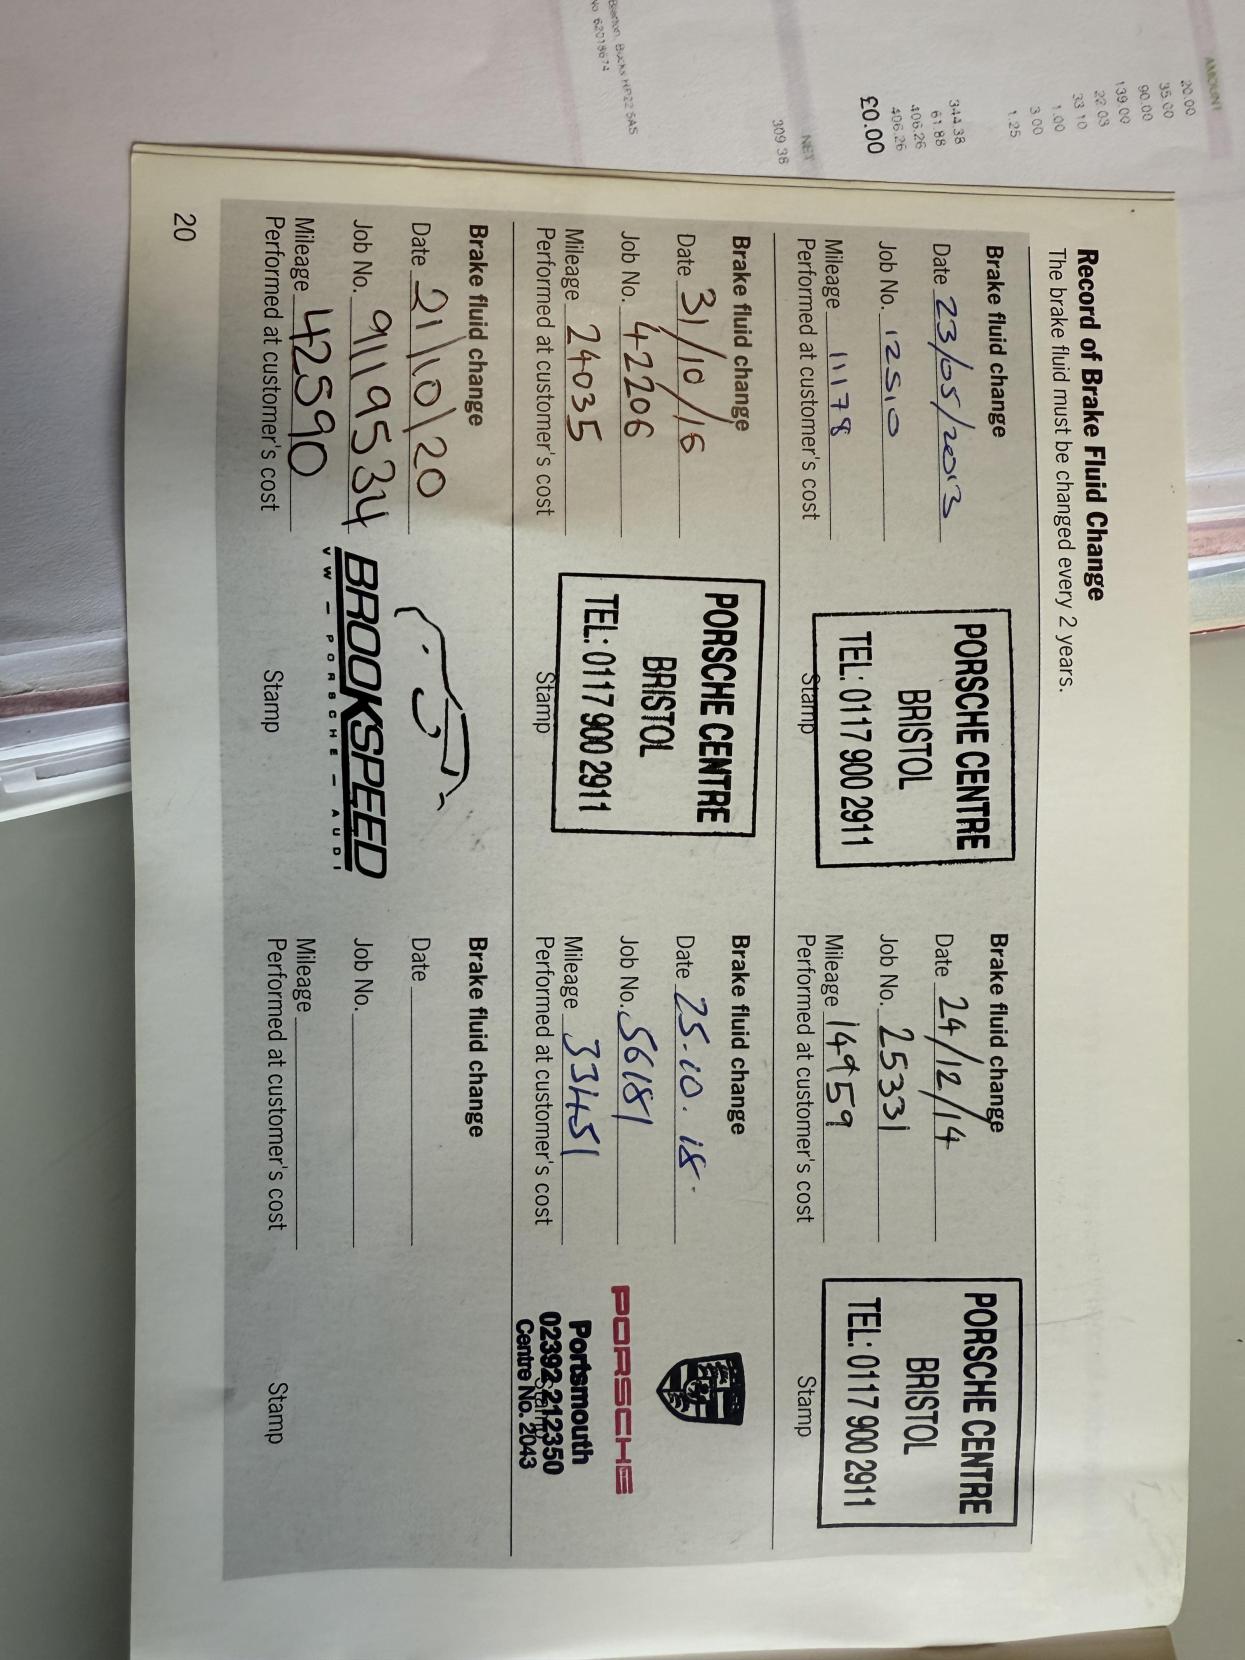 Record of Brake Fluid Change
The brake fluid must be changed every 2 years.
Brake fluid change
Date 23/05/2013
Job No. 12510
Mileage 11178
Performed at customer's cost
PORSCHE CENTRE
BRISTOL
TEL: 0117 900 2911
Stamp
Brake fluid change
Date 24/12/14
Job No. 25331
Mileage 14959
Performed at customer's cost
PORSCHE CENTRE
BRISTOL
TEL: 0117 900 2911
Stamp
Brake fluid change
Date 31/10/16
Job No. 42206
Mileage 24035
Performed at customer's cost
PORSCHE CENTRE
BRISTOL
TEL: 0117 900 2911
Stamp
Brake fluid change
Date 25.10.18.
Job No. 56181
Mileage 33451
Performed at customer's cost
PORSCHE
Portsmouth
02392 212350
Stamp
Centre No. 2043
Brake fluid change
Date 21/10/20
Job No. 9119534
Mileage 42590
Performed at customer's cost
BROOKSPEED
VW - PORSCHE - AUDI
Stamp
Brake fluid change
Date
Job No.
Mileage
Performed at customer's cost
Stamp
20
AMOUNT
20.00
35.00
90.00
139.00
22.03
33.10
1.00
3.00
1.25
344.38
61.88
406.26
406.26
£0.00
NET
309.38
Bucks HP22 5AS
No. 62018674